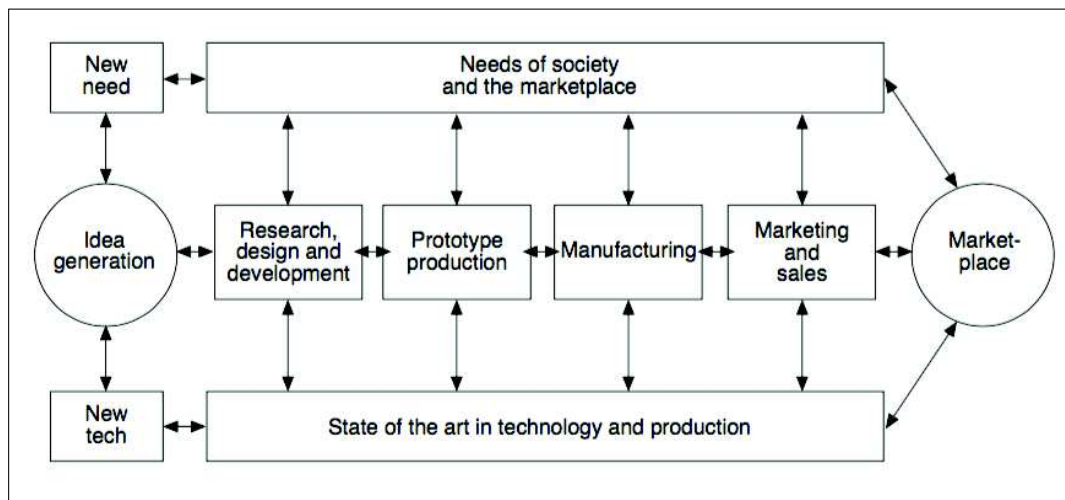 New
need
Needs of society
and the marketplace
Idea
generation
Research,
design and
development
Prototype
production
Manufacturing
Marketing
and
sales
Market-
place
New
tech
State of the art in technology and production